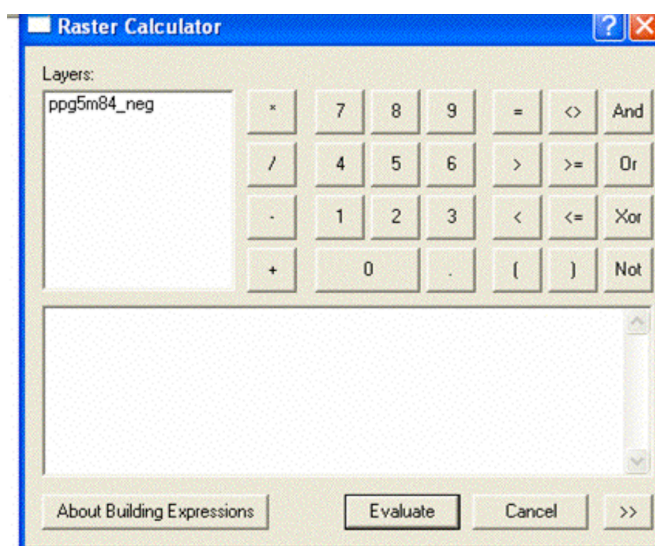 Raster Calculator ? X
Layers:
ppg5m84_neg
* 7 8 9 = <> And
/ 4 5 6 > >= Or
- 1 2 3 < <= Xor
+ 0 . ( ) Not
About Building Expressions Evaluate Cancel >>